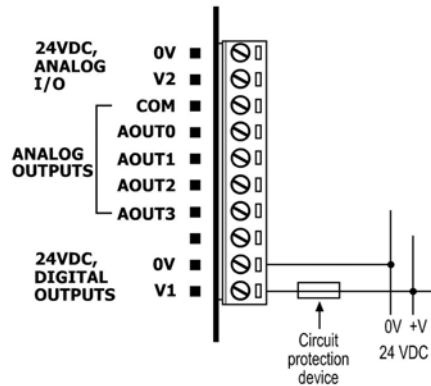 24VDC,
ANALOG
I/O
0V
V2
COM
AOUT0
ANALOG
OUTPUTS
AOUT1
AOUT2
AOUT3
24VDC,
DIGITAL
OUTPUTS
0V
V1
Circuit
protection
device
0V +V
24 VDC